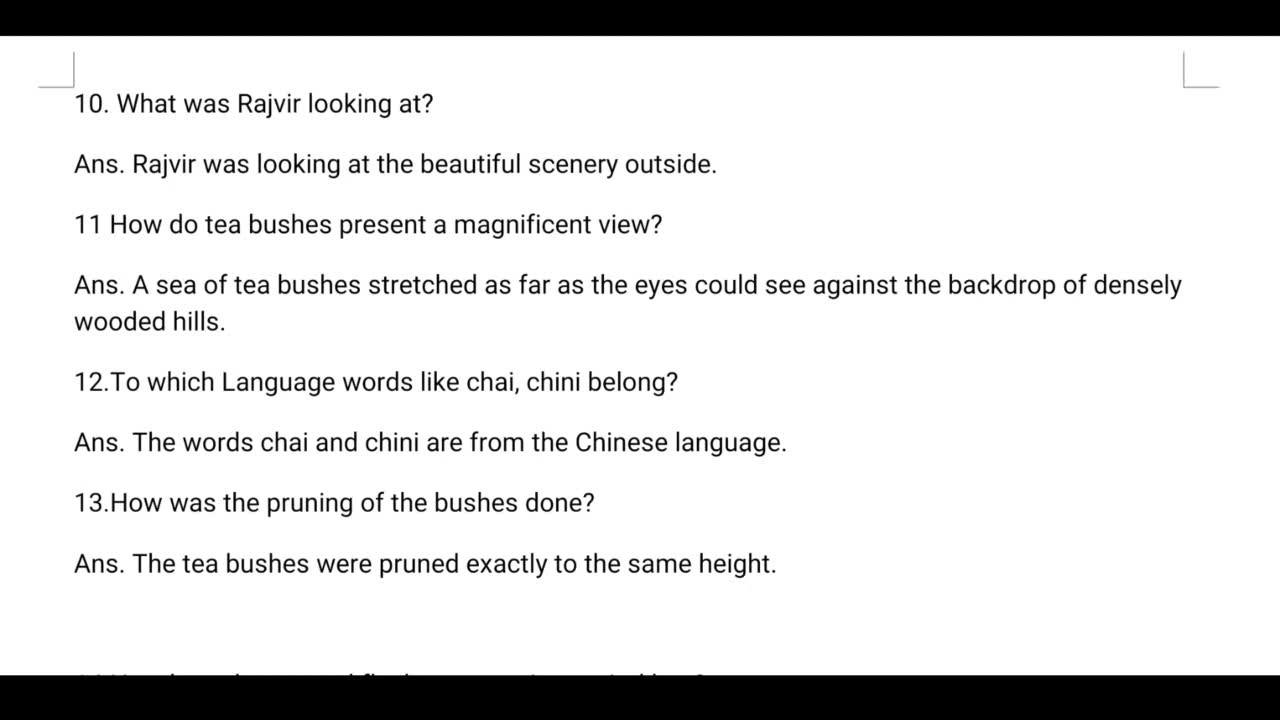 10. What was Rajvir looking at?
Ans. Rajvir was looking at the beautiful scenery outside.
11 How do tea bushes present a magnificent view?
Ans. A sea of tea bushes stretched as far as the eyes could see against the backdrop of densely
wooded hills.
12.To which Language words like chai, chini belong?
Ans. The words chai and chini are from the Chinese language.
13.How was the pruning of the bushes done?
Ans. The tea bushes were pruned exactly to the same height.